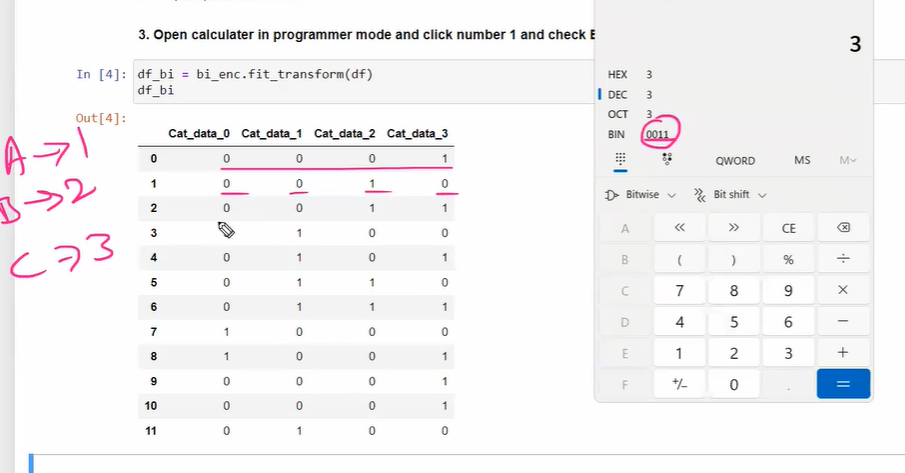 3. Open calculater in programmer mode and click number 1 and check
In [4]: df_bi = bi_enc.fit_transform(df)
df_bi
Out[4]:
Cat_data_0 Cat_data_1 Cat_data_2 Cat_data_3
0 0 0 0 1
1 0 0 1 0
2 0 0 1 1
3 1 0 0
4 0 1 0 1
5 0 1 1 0
6 0 1 1 1
7 1 0 0 0
8 1 0 0 1
9 0 0 0 1
10 0 0 0 1
11 0 1 0 0
A → 1
B → 2
C → 3
3
HEX 3
DEC 3
OCT 3
BIN 0011
QWORD MS M
Bitwise Bit shift
A << >> CE
B ( ) % ÷
C 7 8 9 ×
D 4 5 6 −
E 1 2 3 +
F +/− 0 . =